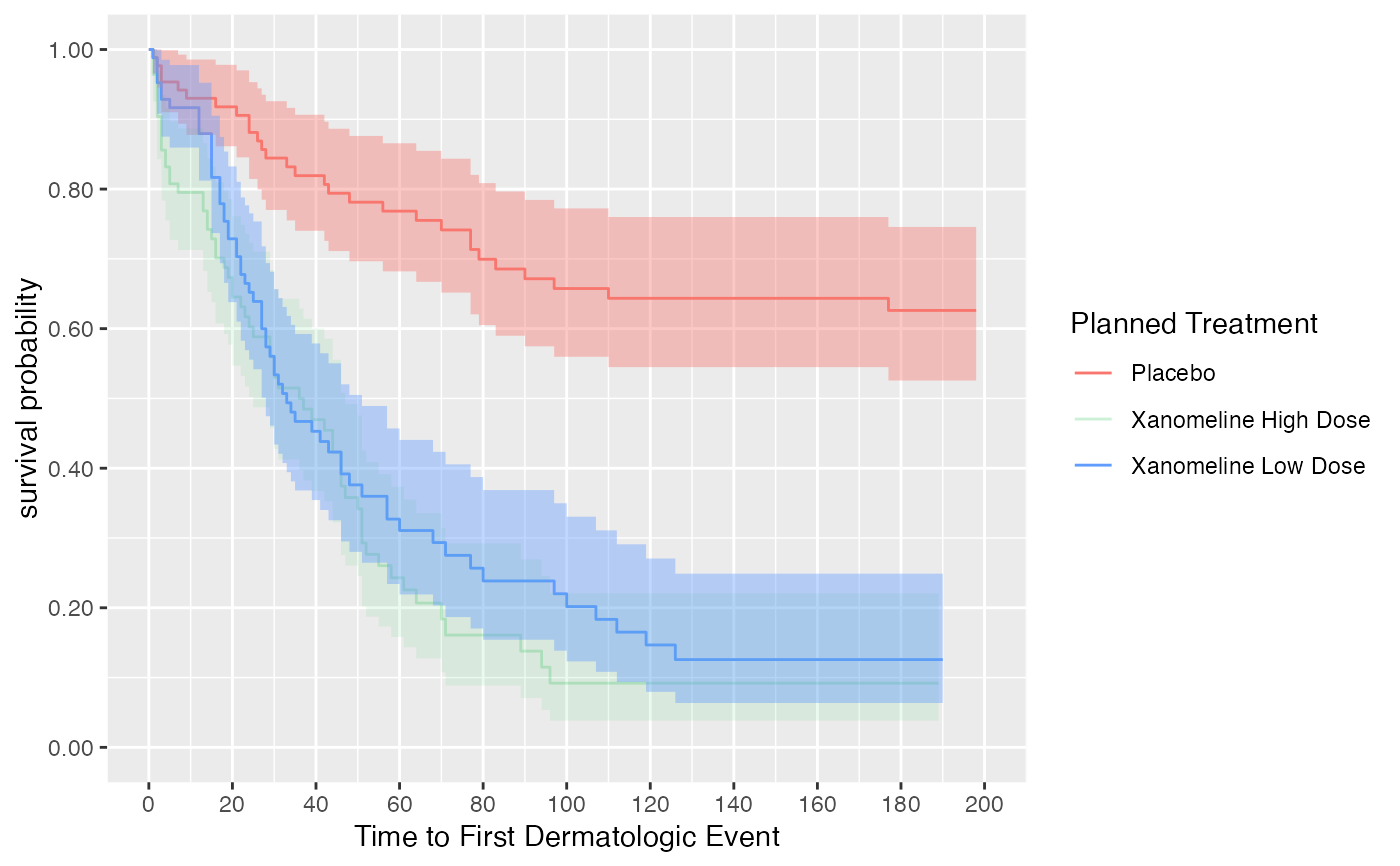 survival probability
1.00
0.80
0.60
0.40
0.20
0.00
0 20 40 60 80 100 120 140 160 180 200
Time to First Dermatologic Event
Planned Treatment
Placebo
Xanomeline High Dose
Xanomeline Low Dose